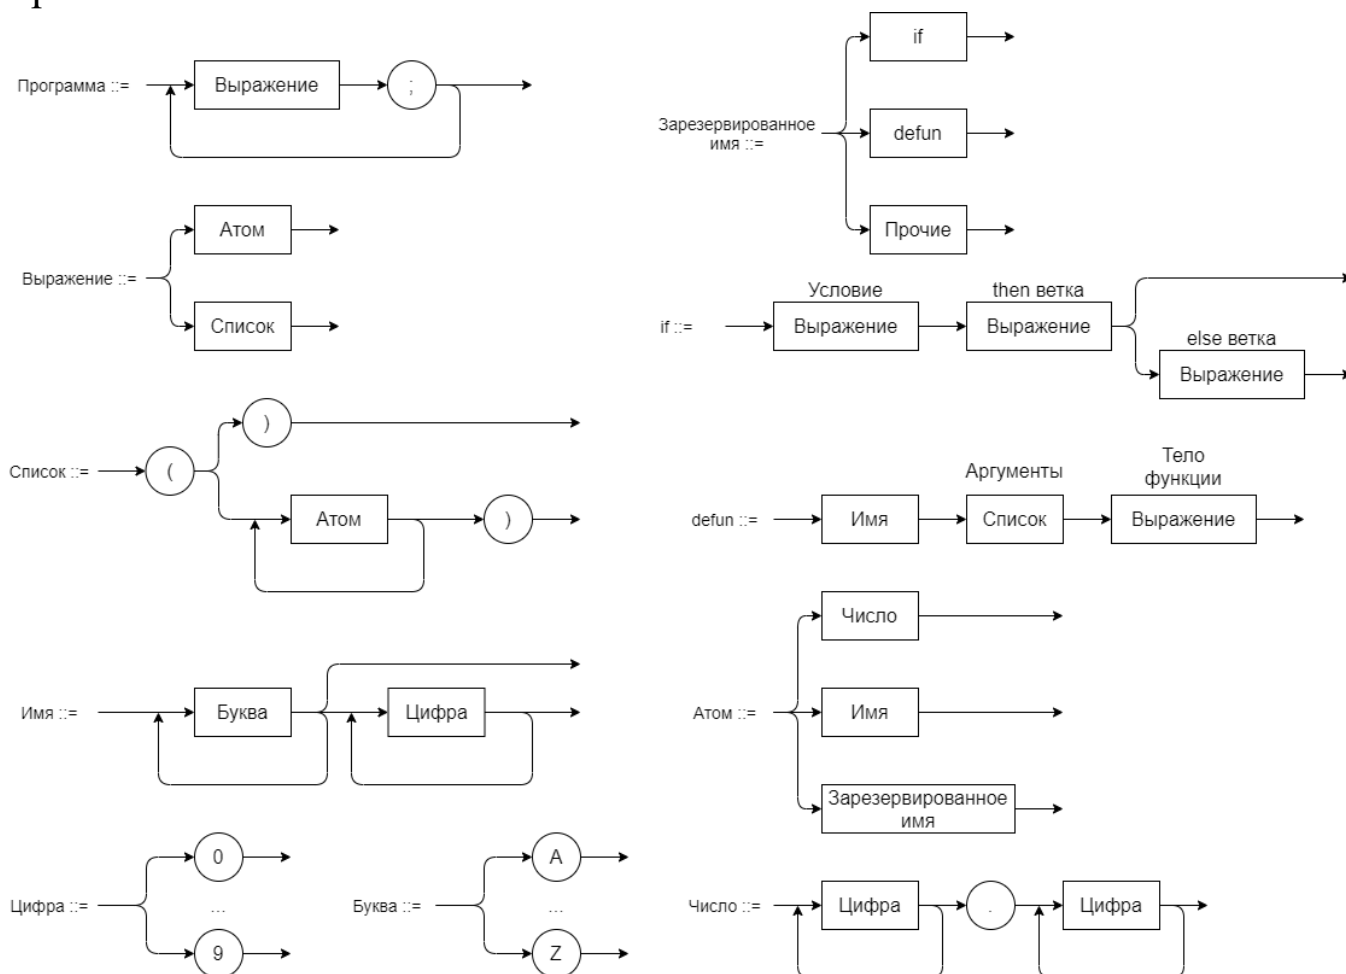 Программа ::=
Выражение
;
Выражение ::=
Атом
Список
Список ::=
(
)
Атом
)
Имя ::=
Буква
Цифра
Цифра ::=
0
...
9
Буква ::=
A
...
Z
Зарезервированное
имя ::=
if
defun
Прочие
if ::=
Условие
Выражение
then ветка
Выражение
else ветка
Выражение
defun ::=
Имя
Аргументы
Список
Тело
функции
Выражение
Атом ::=
Число
Имя
Зарезервированное
имя
Число ::=
Цифра
.
Цифра